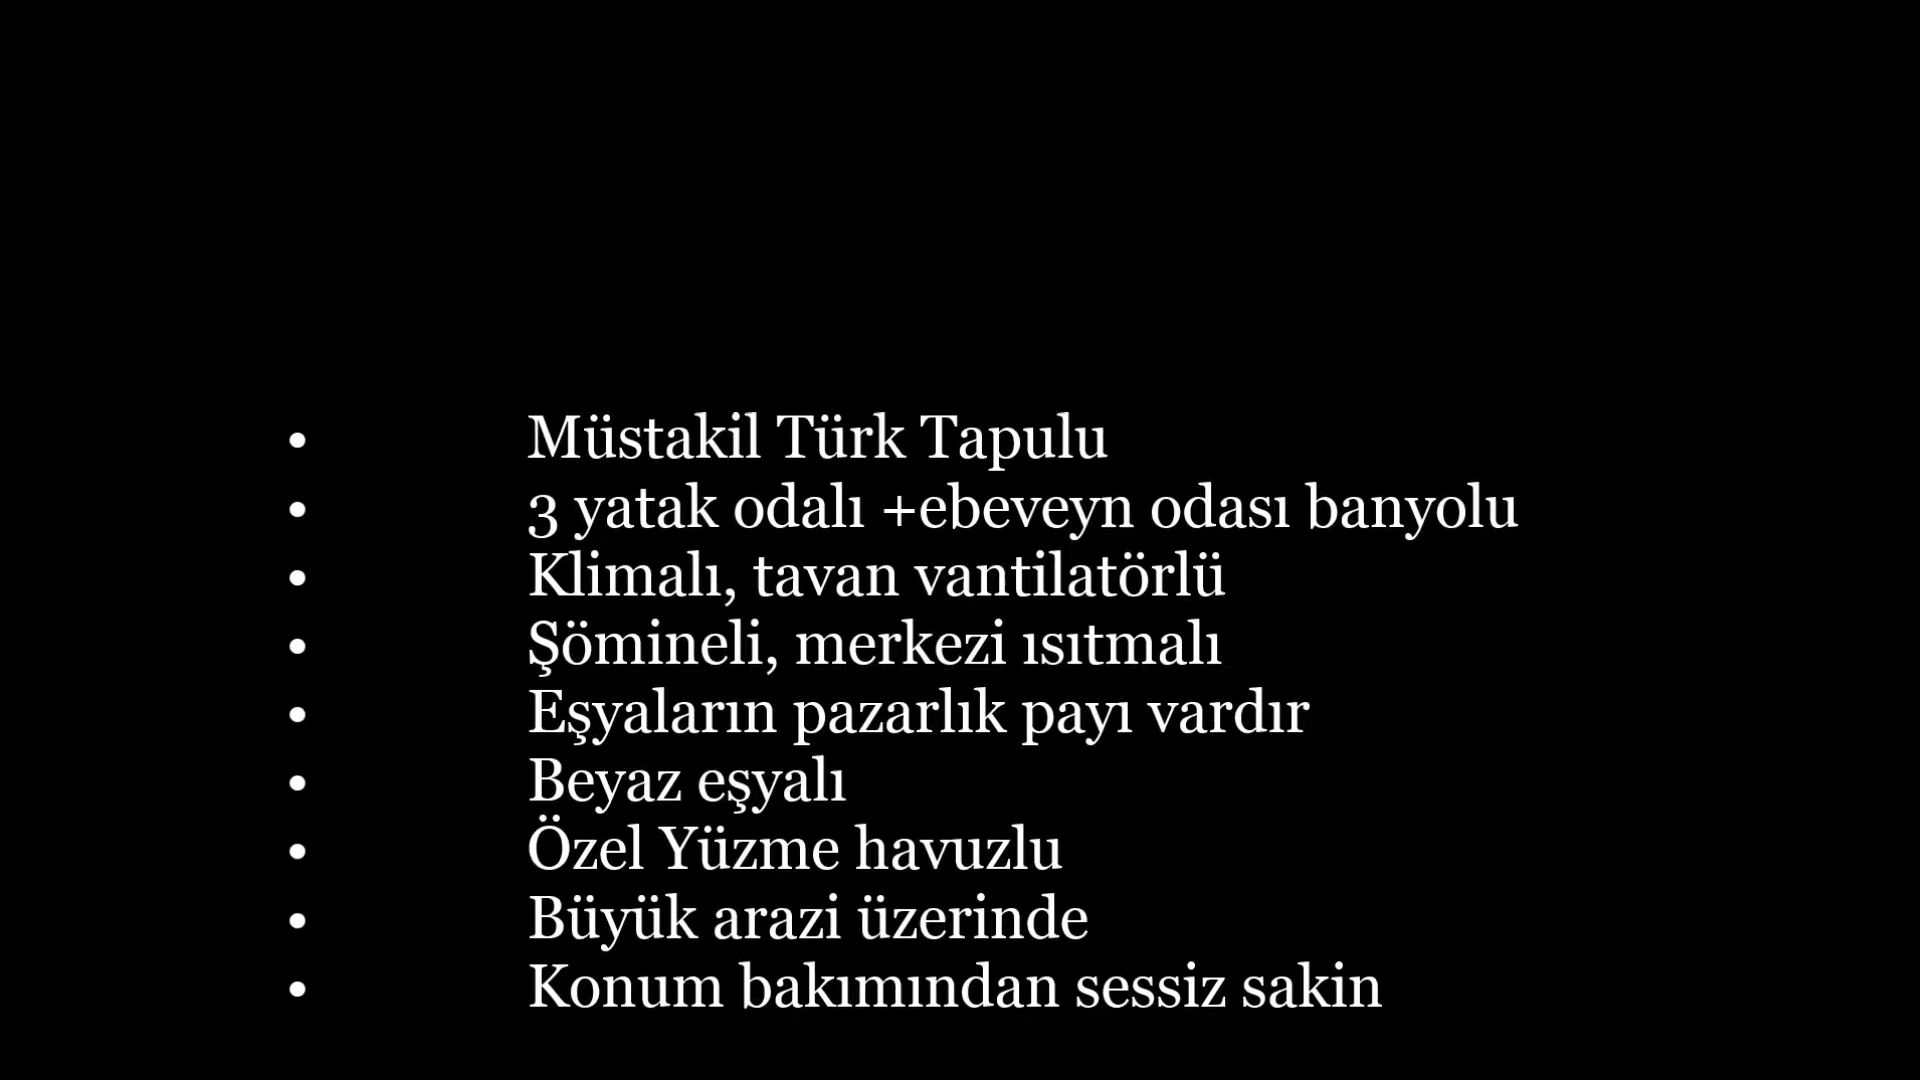 • Müstakil Türk Tapulu
• 3 yatak odalı +ebeveyn odası banyolu
• Klimalı, tavan vantilatörlü
• Şömineli, merkezi ısıtmalı
• Eşyaların pazarlık payı vardır
• Beyaz eşyalı
• Özel Yüzme havuzlu
• Büyük arazi üzerinde
• Konum bakımından sessiz sakin